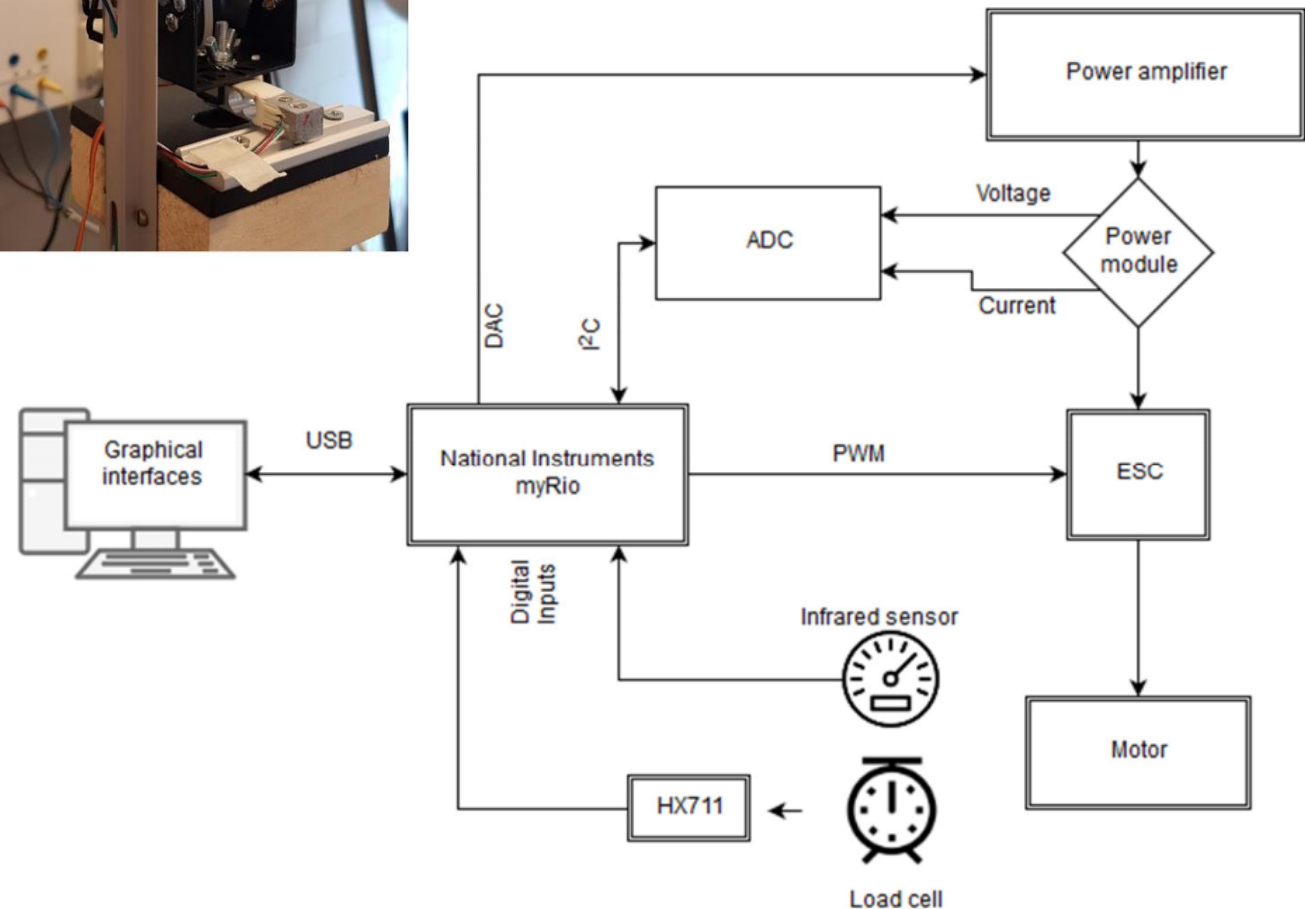 Power amplifier
Voltage
ADC
Power
module
Current
DAC
I²C
Graphical
interfaces
USB
National Instruments
myRio
PWM
ESC
Digital
Inputs
Infrared sensor
Motor
HX711
Load cell